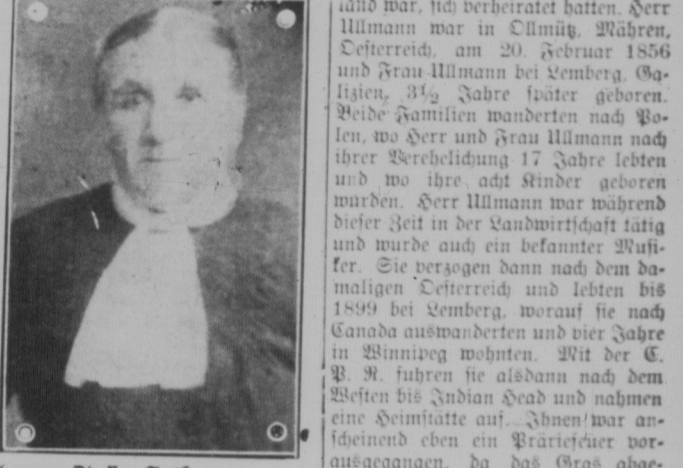 land war, sich verheiratet hatten. Herr
Ullmann war in Ollmütz, Mähren,
Oesterreich, am 20. Februar 1856
und Frau Ullmann bei Lemberg, Ga-
lizien, 3½ Jahre später geboren.
Beide Familien wanderten nach Po-
len, wo Herr und Frau Ullmann nach
ihrer Verehelichung 17 Jahre lebten
und wo ihre acht Kinder geboren
wurden. Herr Ullmann war während
dieser Zeit in der Landwirtschaft tätig
und wurde auch ein bekannter Musi-
ker. Sie verzogen dann nach dem da-
maligen Oesterreich und lebten bis
1899 bei Lemberg, worauf sie nach
Canada auswanderten und vier Jahre
in Winnipeg wohnten. Mit der C.
P. R. fuhren sie alsdann nach dem
Westen bis Indian Head und nahmen
eine Heimstätte auf. Ihnen war an-
scheinend eben ein Präriefeuer vor-
ausgegangen, da das Gras abge-